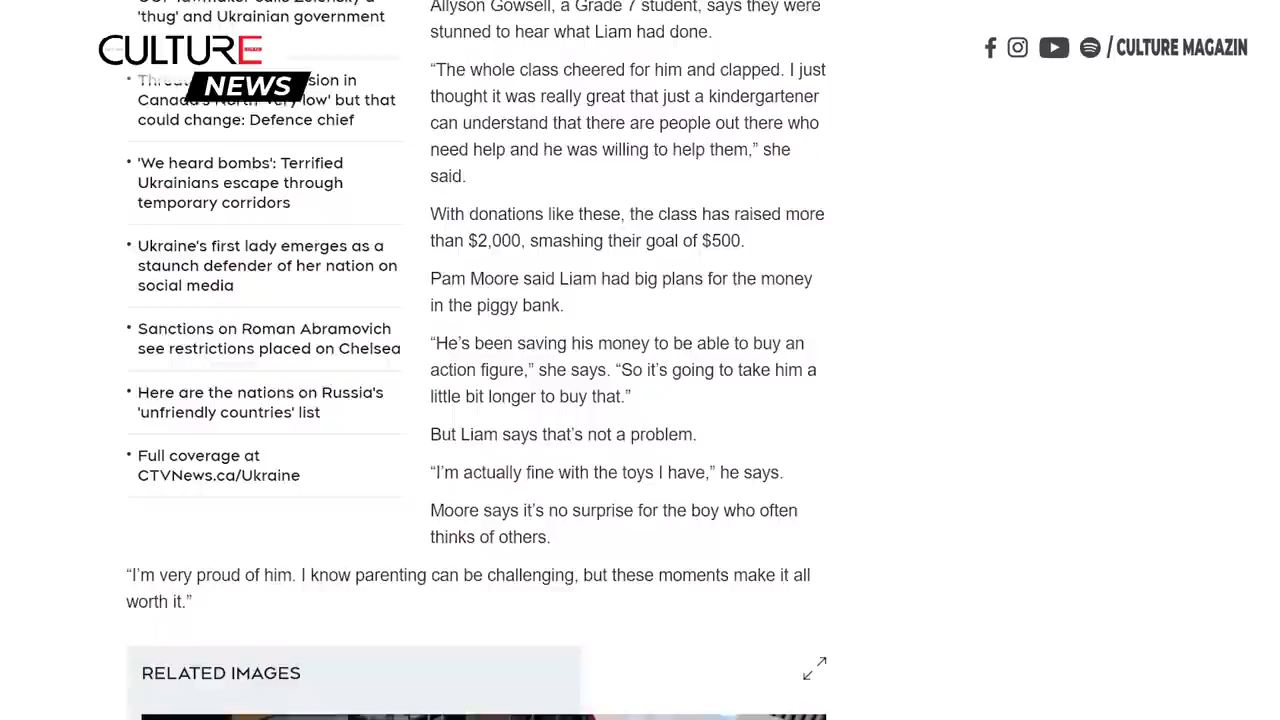 'thug' and Ukrainian government
CULTURE
NEWS
/ CULTURE MAGAZIN
sion in
Canada's North 'very low' but that
could change: Defence chief
'We heard bombs': Terrified
Ukrainians escape through
temporary corridors
Ukraine's first lady emerges as a
staunch defender of her nation on
social media
Sanctions on Roman Abramovich
see restrictions placed on Chelsea
Here are the nations on Russia's
'unfriendly countries' list
Full coverage at
CTVNews.ca/Ukraine
Allyson Gowsell, a Grade 7 student, says they were
stunned to hear what Liam had done.
“The whole class cheered for him and clapped. I just
thought it was really great that just a kindergartener
can understand that there are people out there who
need help and he was willing to help them,” she
said.
With donations like these, the class has raised more
than $2,000, smashing their goal of $500.
Pam Moore said Liam had big plans for the money
in the piggy bank.
“He’s been saving his money to be able to buy an
action figure,” she says. “So it’s going to take him a
little bit longer to buy that.”
But Liam says that’s not a problem.
“I’m actually fine with the toys I have,” he says.
Moore says it’s no surprise for the boy who often
thinks of others.
“I’m very proud of him. I know parenting can be challenging, but these moments make it all
worth it.”
RELATED IMAGES